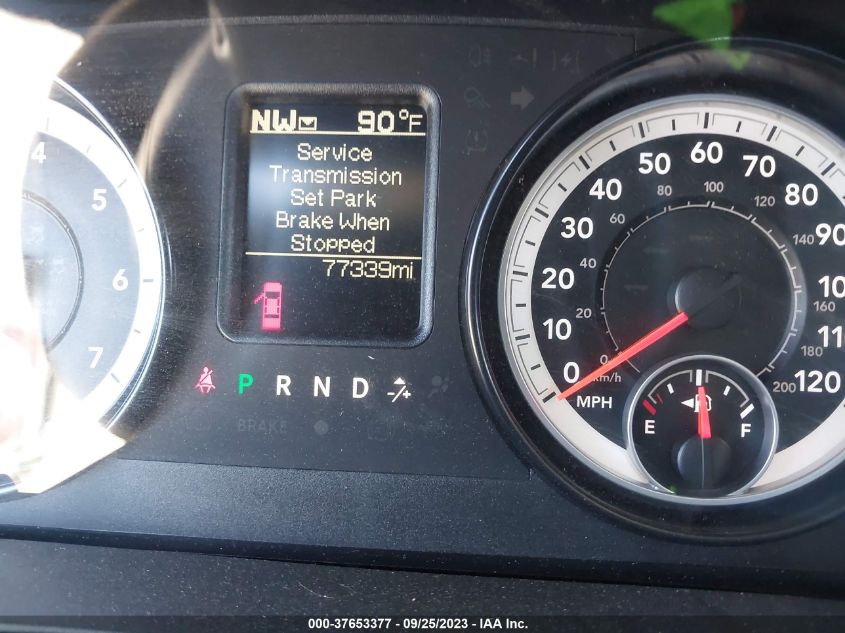 NW 90°F
Service
Transmission
Set Park
Brake When
Stopped
77339mi
P R N D
BRAKE
4
5
6
7
0 10 20 30 40 50 60 70 80 90 10 11 120
0 20 40 60 80 100 120 140 160 180 200
km/h
MPH
E F
000-37653377 - 09/25/2023 - IAA Inc.